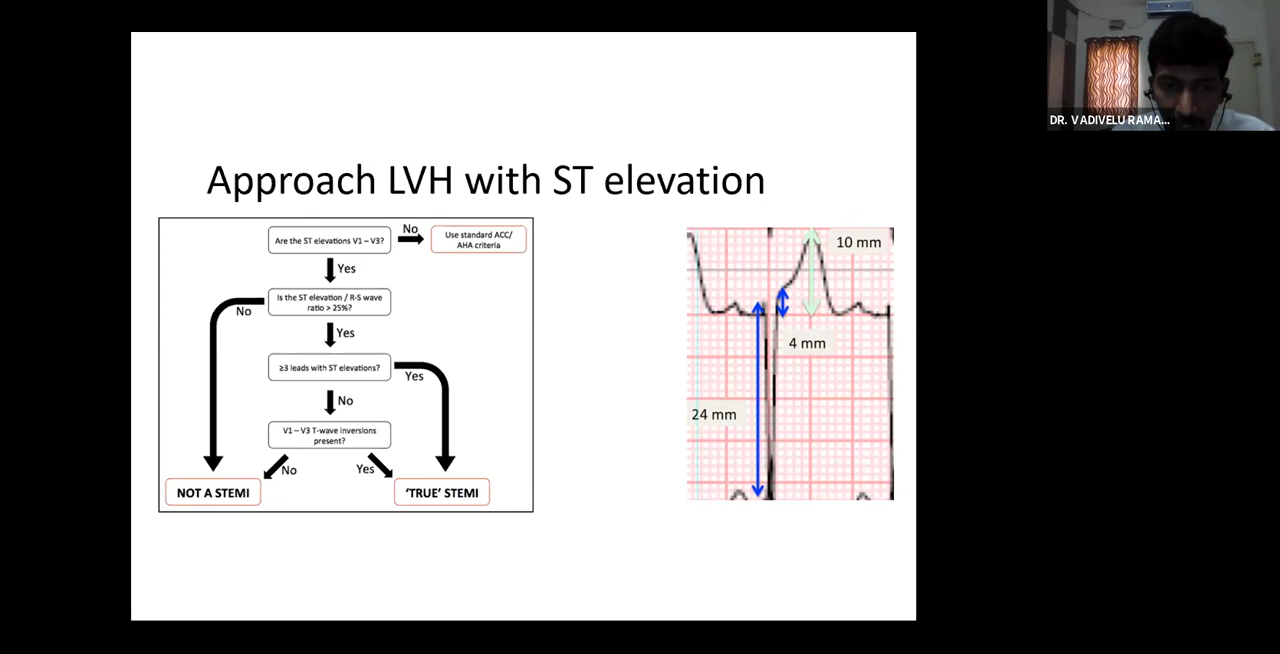 DR. VADIVELU RAMA...
Approach LVH with ST elevation
Are the ST elevations V1 – V3?
No
Use standard ACC/
AHA criteria
Yes
Is the ST elevation / R-S wave
ratio > 25%?
No
Yes
≥3 leads with ST elevations?
Yes
No
V1 – V3 T-wave inversions
present?
No
Yes
NOT A STEMI
‘TRUE’ STEMI
10 mm
4 mm
24 mm